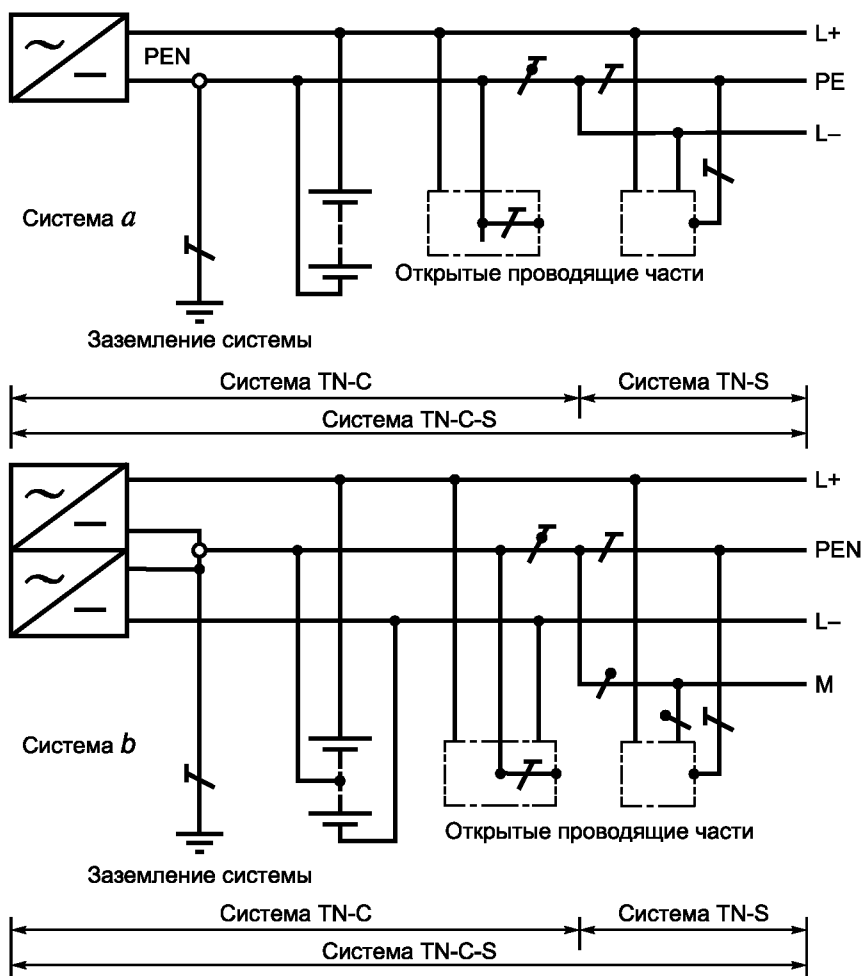 L+
PEN
PE
L–
Система a
Открытые проводящие части
Заземление системы
Система TN-C
Система TN-S
Система TN-C-S
L+
PEN
L–
M
Система b
Открытые проводящие части
Заземление системы
Система TN-C
Система TN-S
Система TN-C-S